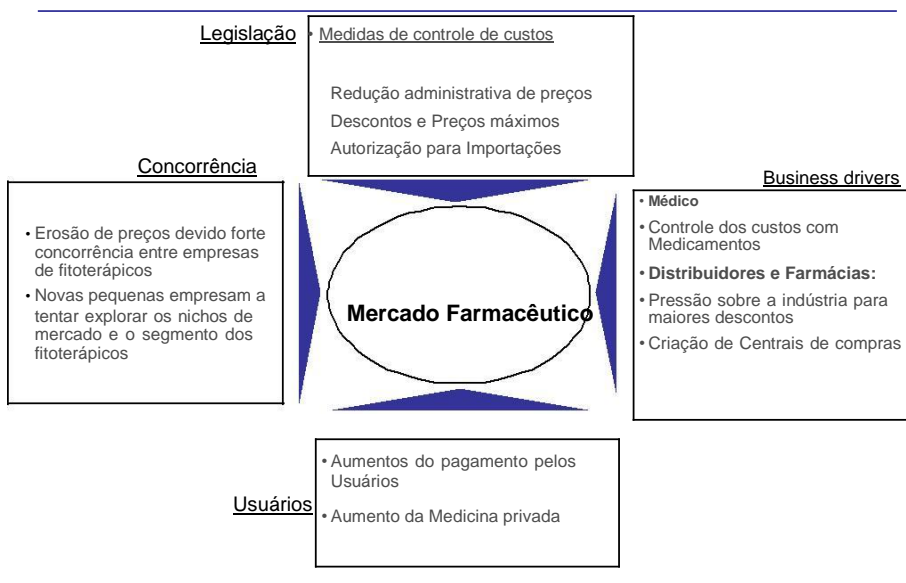 Legislação
• Medidas de controle de custos
Redução administrativa de preços
Descontos e Preços máximos
Autorização para Importações
Concorrência
• Erosão de preços devido forte
concorrência entre empresas
de fitoterápicos
• Novas pequenas empresam a
tentar explorar os nichos de
mercado e o segmento dos
fitoterápicos
Mercado Farmacêutico
Business drivers
• Médico
• Controle dos custos com
Medicamentos
• Distribuidores e Farmácias:
• Pressão sobre a indústria para
maiores descontos
• Criação de Centrais de compras
Usuários
• Aumentos do pagamento pelos
Usuários
• Aumento da Medicina privada